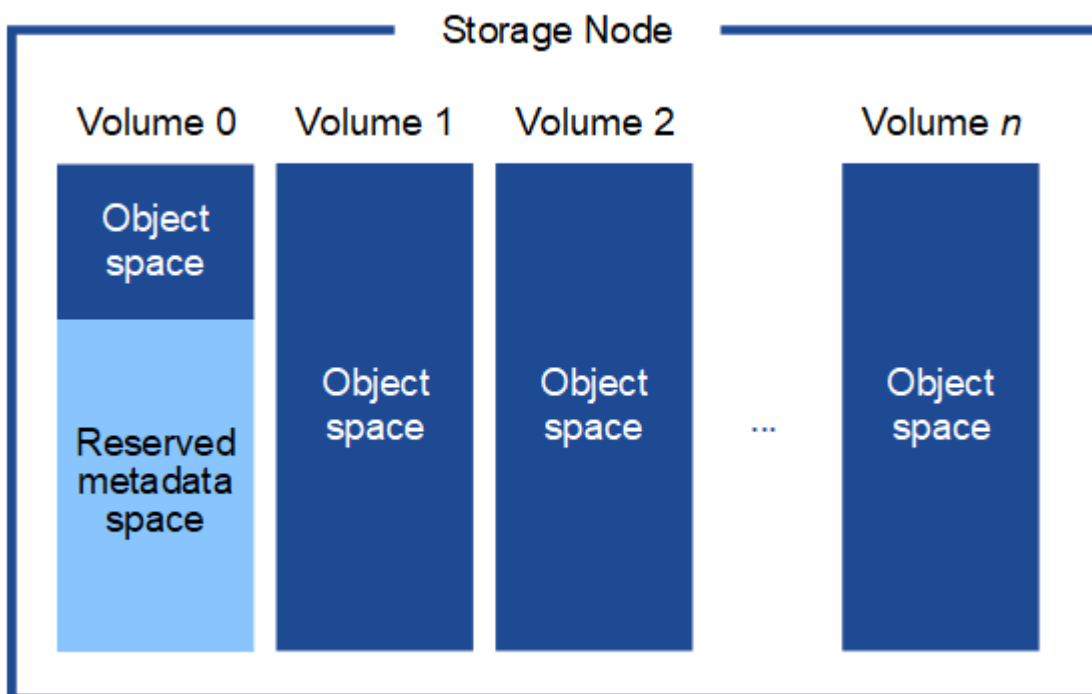 Storage Node
Volume 0
Volume 1
Volume 2
Volume n
Object
space
Reserved
metadata
space
Object
space
Object
space
...
Object
space